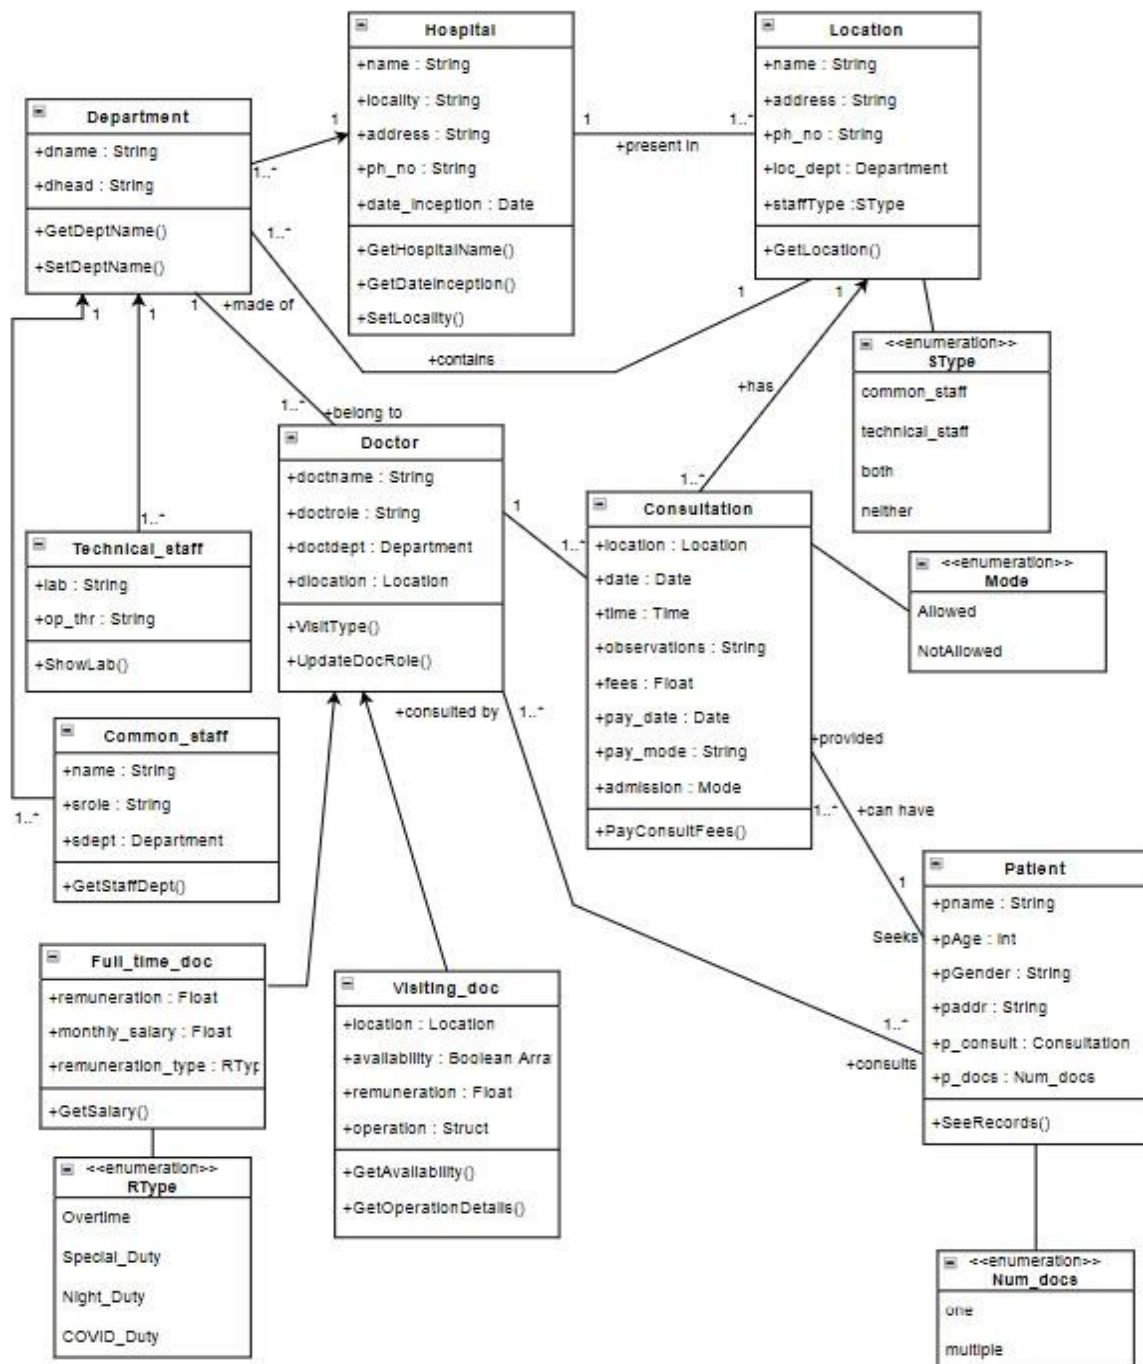 Hospital
+name : String
+locality : String
+address : String
+ph_no : String
+date_inception : Date
+GetHospitalName()
+GetDateInception()
+SetLocality()
Location
+name : String
+address : String
+ph_no : String
+loc_dept : Department
+staffType :SType
+GetLocation()
Department
+dname : String
+dhead : String
+GetDeptName()
+SetDeptName()
1
1..*
1
1..*
+present in
1..*
1
+contains
1
1
1
+made of
1..*
+belong to
1
+has
1..*
<<enumeration>>
SType
common_staff
technical_staff
both
neither
Doctor
+doctname : String
+doctrole : String
+doctdept : Department
+dlocation : Location
+VisitType()
+UpdateDocRole()
1
1..*
Consultation
+location : Location
+date : Date
+time : Time
+observations : String
+fees : Float
+pay_date : Date
+pay_mode : String
+admission : Mode
+PayConsultFees()
<<enumeration>>
Mode
Allowed
NotAllowed
1..*
Technical_staff
+lab : String
+op_thr : String
+ShowLab()
Common_staff
+name : String
+srole : String
+sdept : Department
+GetStaffDept()
1..*
+consulted by
1..*
+provided
1..*
+can have
1
Seeks
1..*
+consults
Patient
+pname : String
+pAge : Int
+pGender : String
+paddr : String
+p_consult : Consultation
+p_docs : Num_docs
+SeeRecords()
Full_time_doc
+remuneration : Float
+monthly_salary : Float
+remuneration_type : RTyp
+GetSalary()
Visiting_doc
+location : Location
+availability : Boolean Arra
+remuneration : Float
+operation : Struct
+GetAvailability()
+GetOperationDetails()
<<enumeration>>
RType
Overtime
Special_Duty
Night_Duty
COVID_Duty
<<enumeration>>
Num_docs
one
multiple